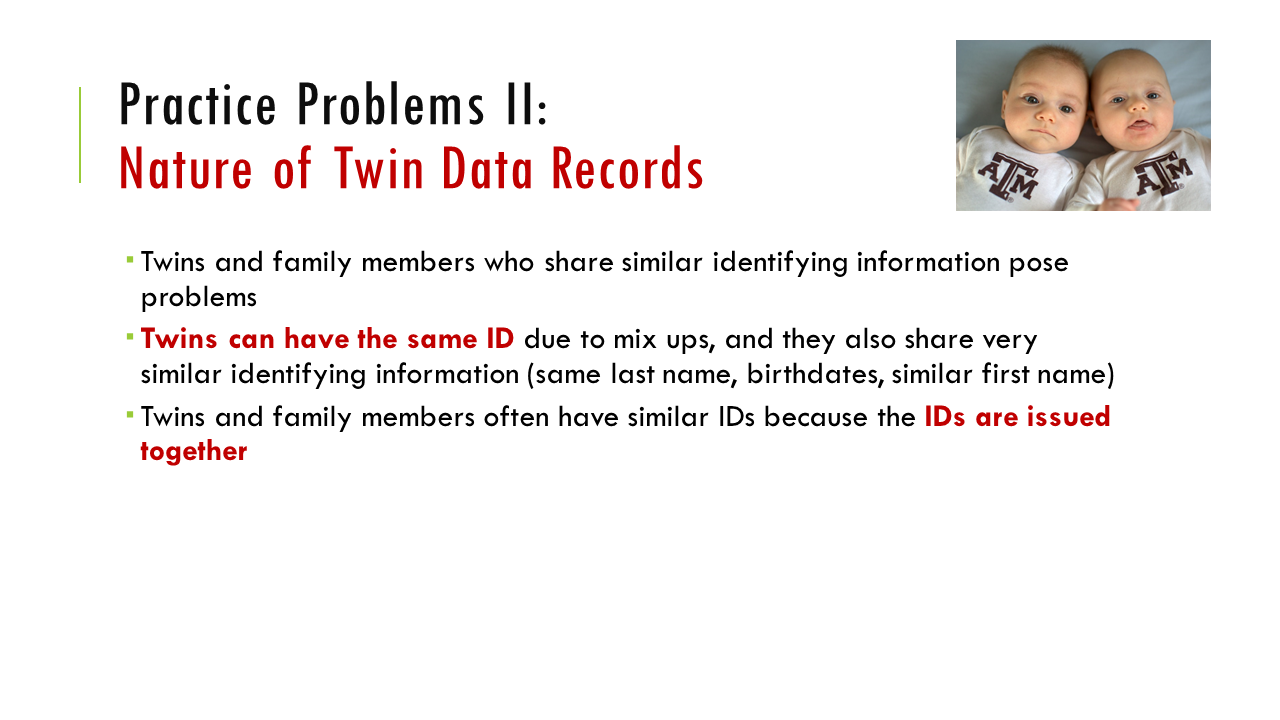 Practice Problems II:
Nature of Twin Data Records
Twins and family members who share similar identifying information pose
problems
Twins can have the same ID due to mix ups, and they also share very
similar identifying information (same last name, birthdates, similar first name)
Twins and family members often have similar IDs because the IDs are issued
together
ATM
ATM